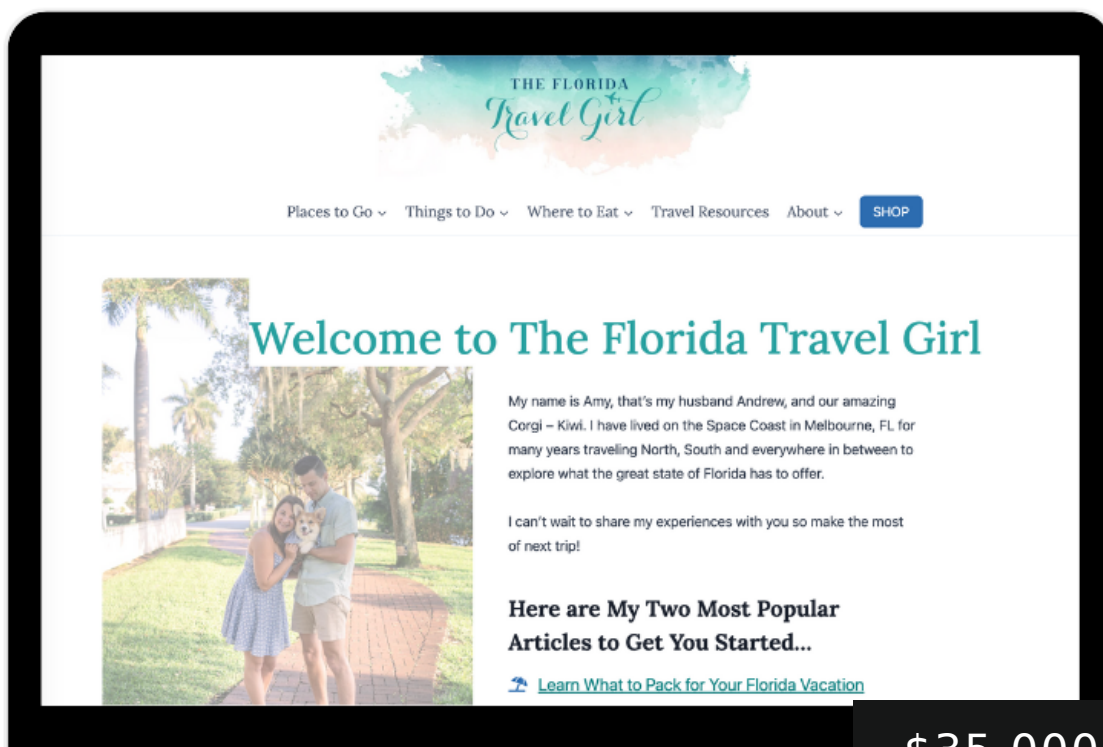 THE FLORIDA
Travel Girl
Places to Go Things to Do Where to Eat Travel Resources About SHOP
Welcome to The Florida Travel Girl
My name is Amy, that's my husband Andrew, and our amazing
Corgi – Kiwi. I have lived on the Space Coast in Melbourne, FL for
many years traveling North, South and everywhere in between to
explore what the great state of Florida has to offer.
I can't wait to share my experiences with you so make the most
of next trip!
Here are My Two Most Popular
Articles to Get You Started...
Learn What to Pack for Your Florida Vacation
$35,000